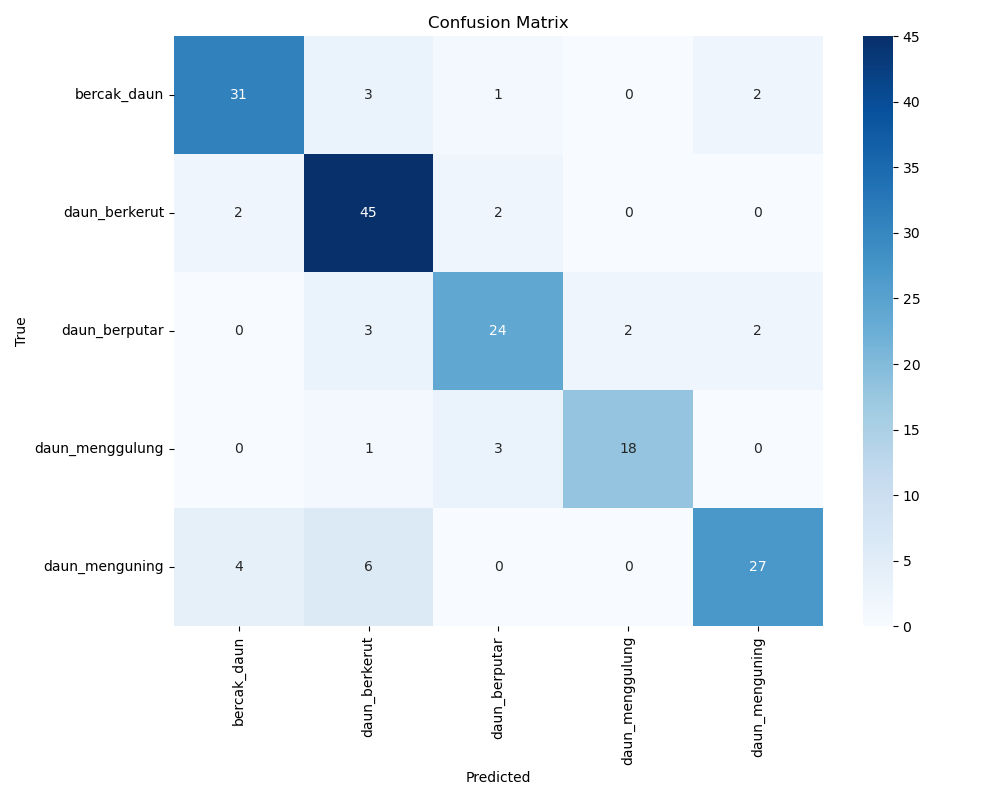 Confusion Matrix
True
bercak_daun 31 3 1 0 2
daun_berkerut 2 45 2 0 0
daun_berputar 0 3 24 2 2
daun_menggulung 0 1 3 18 0
daun_menguning 4 6 0 0 27
bercak_daun daun_berkerut daun_berputar daun_menggulung daun_menguning
Predicted
45
40
35
30
25
20
15
10
5
0